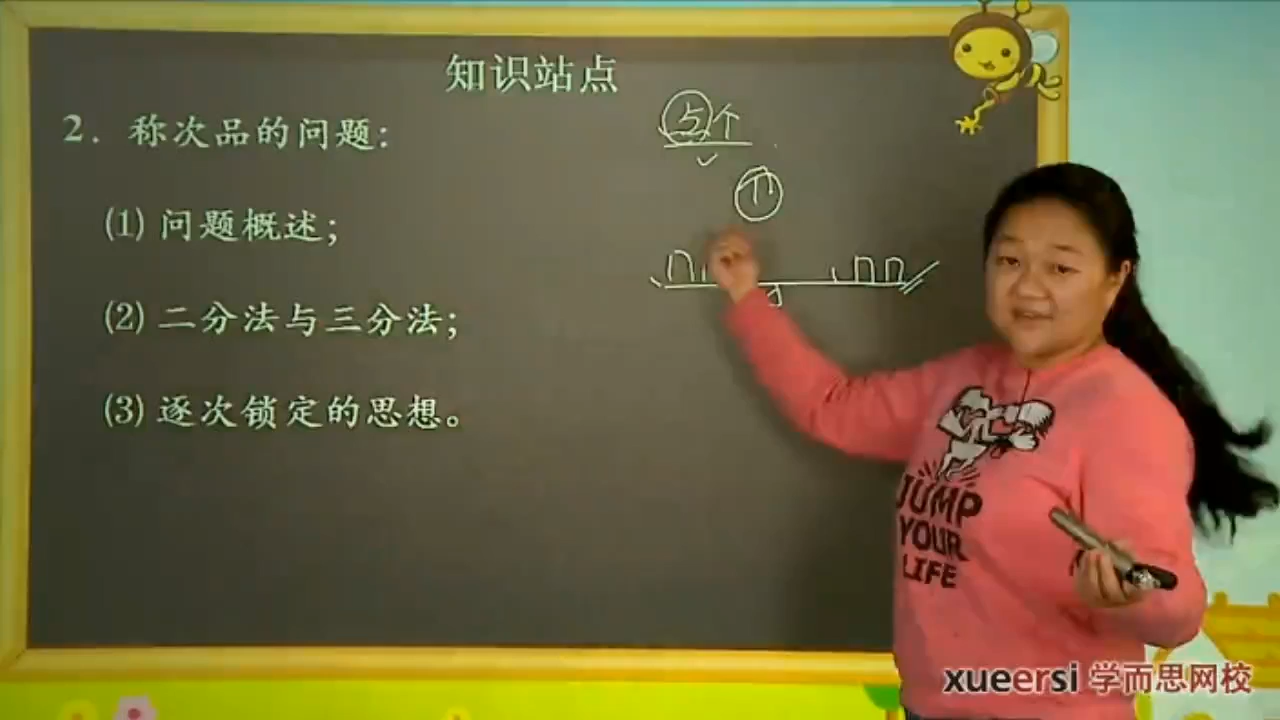 知识站点
2. 称次品的问题:
(1) 问题概述;
(2) 二分法与三分法;
(3) 逐次锁定的思想。
个
JUMP
YOUR
LIFE
xueersi 学而思网校